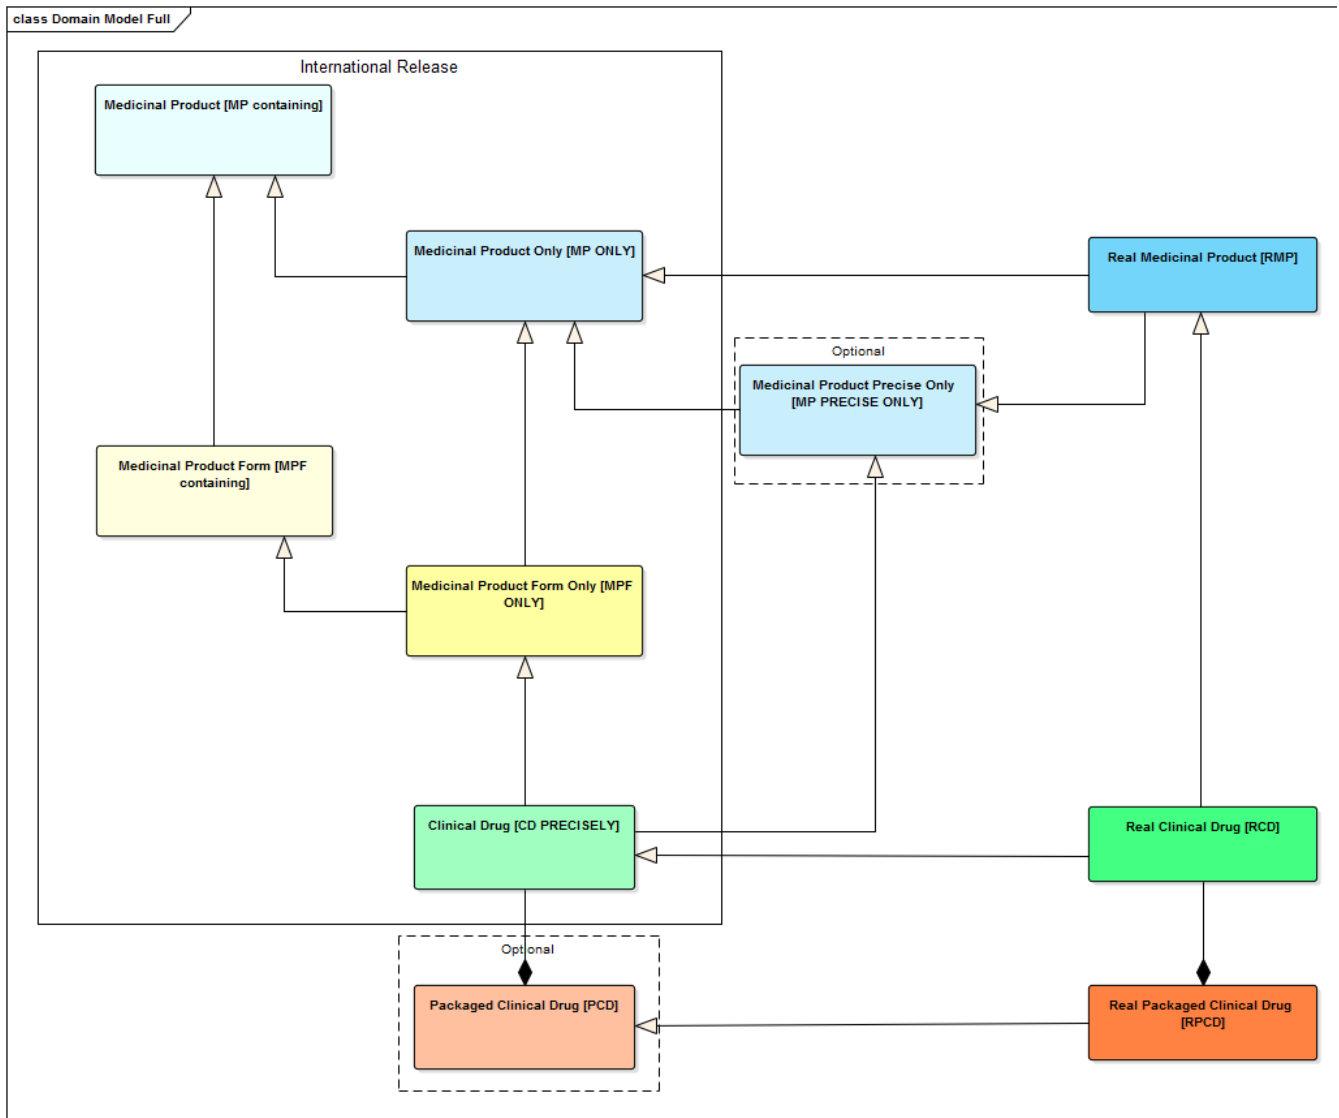 class Domain Model Full
International Release
Medicinal Product [MP containing]
Medicinal Product Only [MP ONLY]
Real Medicinal Product [RMP]
Optional
Medicinal Product Precise Only
[MP PRECISE ONLY]
Medicinal Product Form [MPF
containing]
Medicinal Product Form Only [MPF
ONLY]
Clinical Drug [CD PRECISELY]
Real Clinical Drug [RCD]
Optional
Packaged Clinical Drug [PCD]
Real Packaged Clinical Drug
[RPCD]